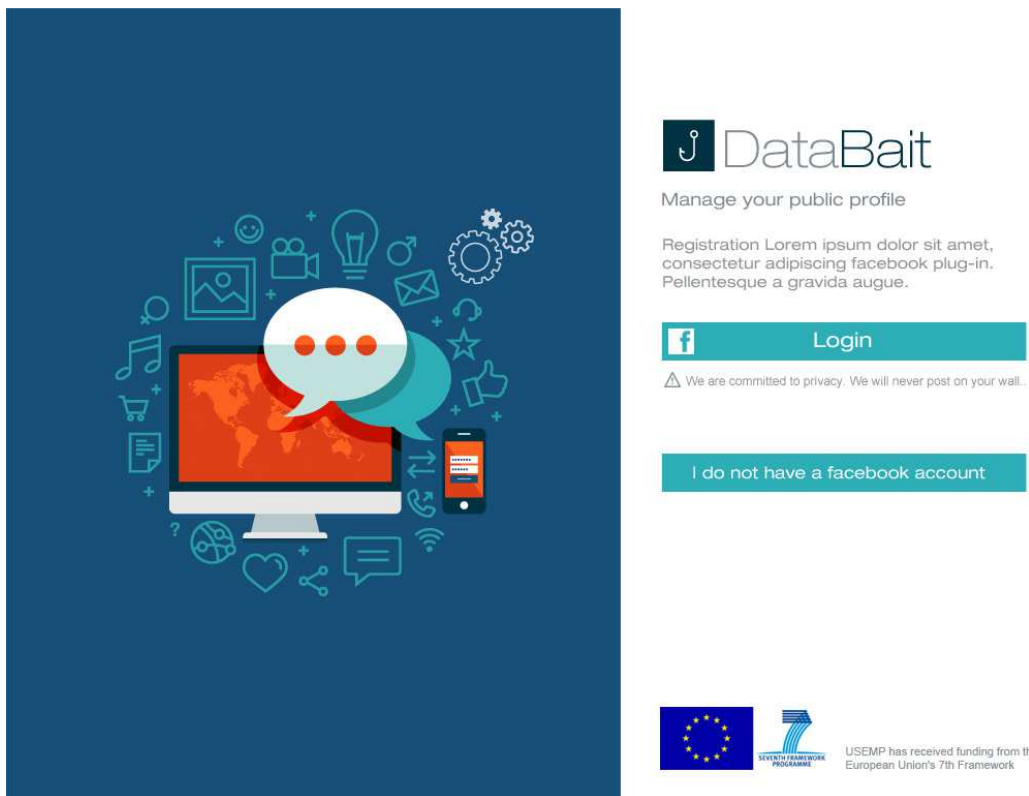 DataBait
Manage your public profile
Registration Lorem ipsum dolor sit amet,
consectetur adipiscing facebook plug-in.
Pellentesque a gravida augue.
f Login
We are committed to privacy. We will never post on your wall..
I do not have a facebook account
SEVENTH FRAMEWORK
PROGRAMME
USEMP has received funding from th
European Union's 7th Framework